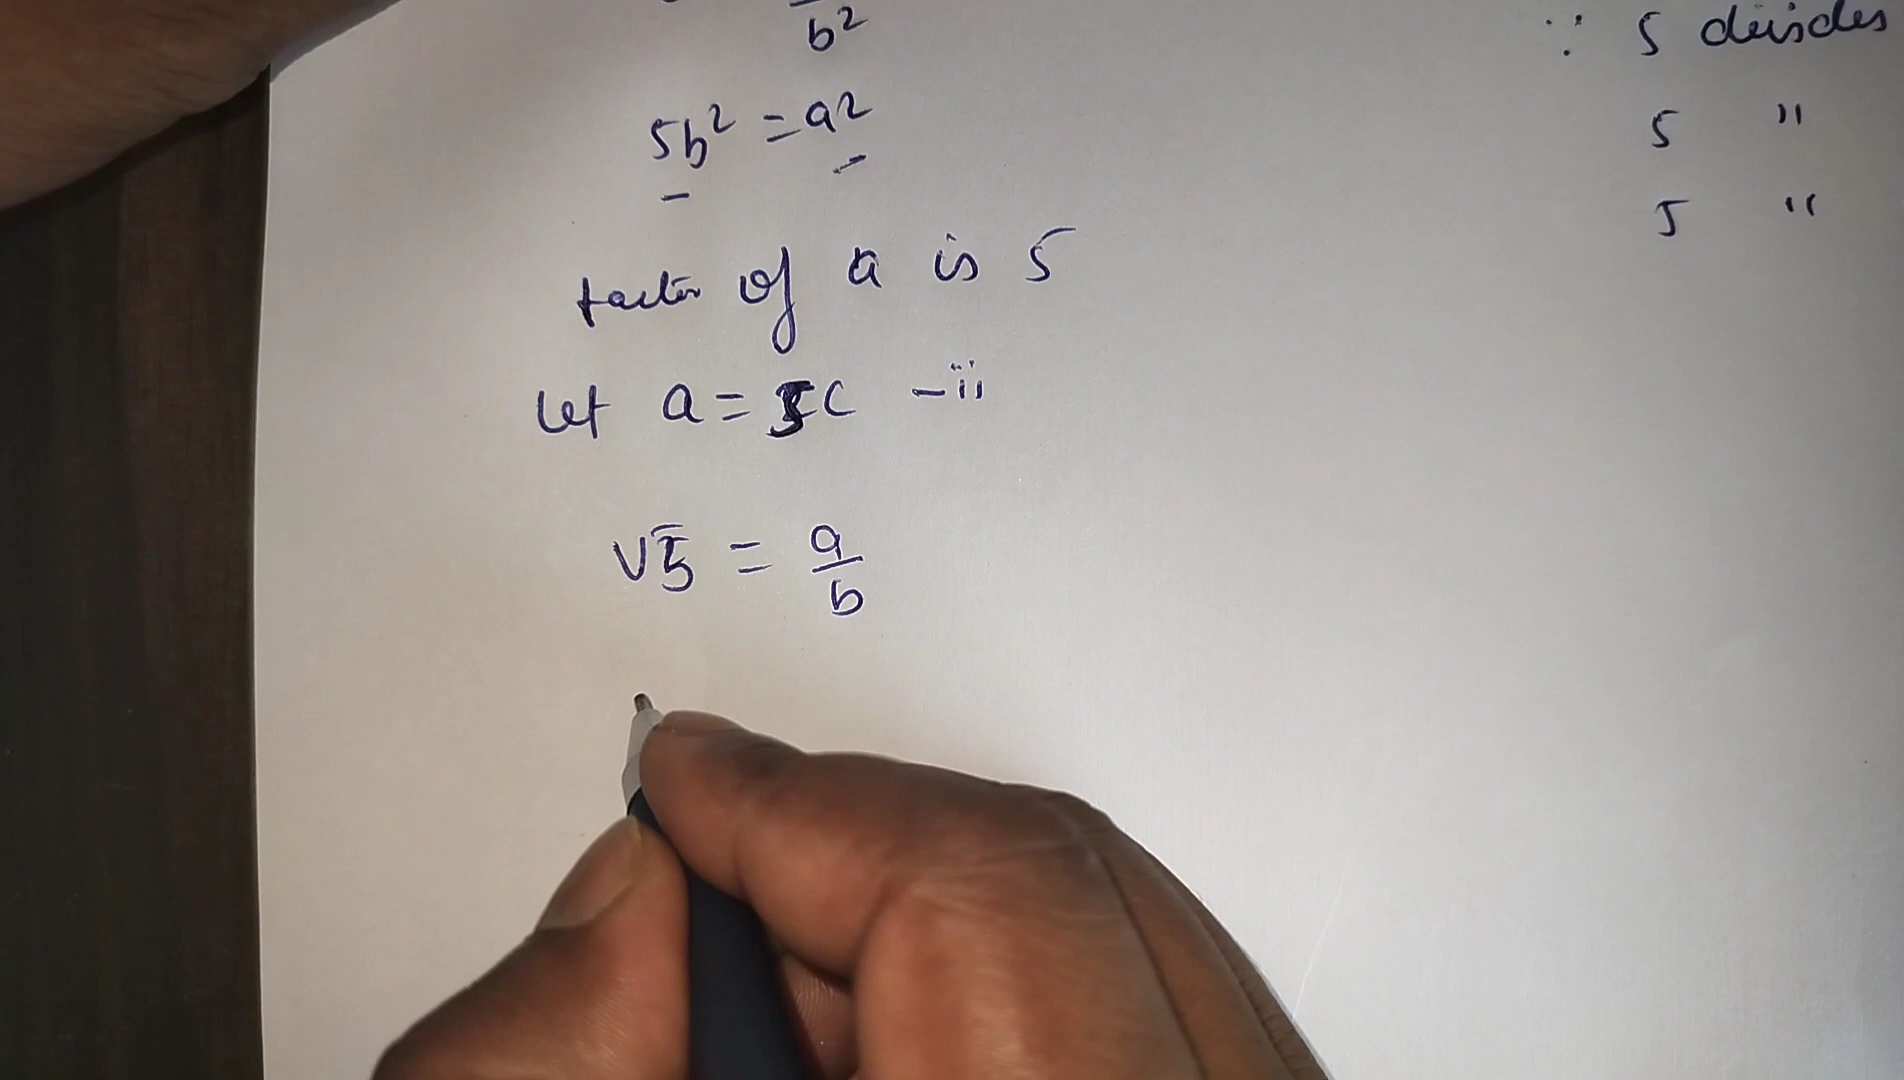 b²
5b² = a²
factor of a is 5
Let a = 5c - ii
√5 = a/b
∵ 5 divides
5 "
5 "